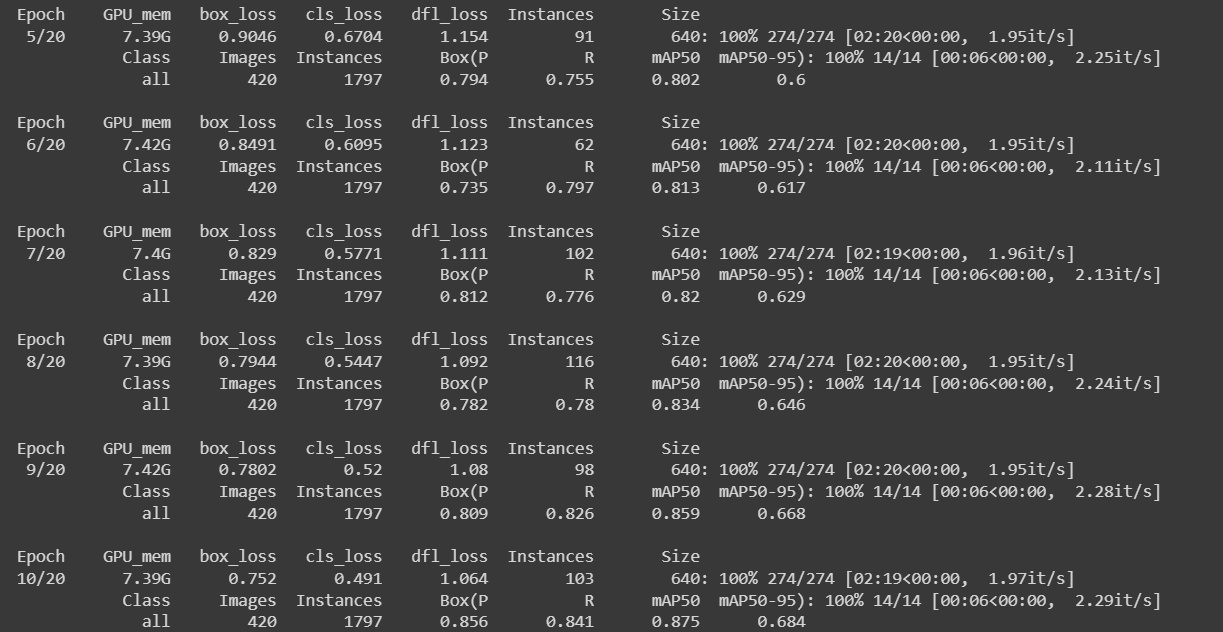 Epoch GPU_mem box_loss cls_loss dfl_loss Instances Size
5/20 7.39G 0.9046 0.6704 1.154 91 640: 100% 274/274 [02:20<00:00, 1.95it/s]
Class Images Instances Box(P R mAP50 mAP50-95): 100% 14/14 [00:06<00:00, 2.25it/s]
all 420 1797 0.794 0.755 0.802 0.6
Epoch GPU_mem box_loss cls_loss dfl_loss Instances Size
6/20 7.42G 0.8491 0.6095 1.123 62 640: 100% 274/274 [02:20<00:00, 1.95it/s]
Class Images Instances Box(P R mAP50 mAP50-95): 100% 14/14 [00:06<00:00, 2.11it/s]
all 420 1797 0.735 0.797 0.813 0.617
Epoch GPU_mem box_loss cls_loss dfl_loss Instances Size
7/20 7.4G 0.829 0.5771 1.111 102 640: 100% 274/274 [02:19<00:00, 1.96it/s]
Class Images Instances Box(P R mAP50 mAP50-95): 100% 14/14 [00:06<00:00, 2.13it/s]
all 420 1797 0.812 0.776 0.82 0.629
Epoch GPU_mem box_loss cls_loss dfl_loss Instances Size
8/20 7.39G 0.7944 0.5447 1.092 116 640: 100% 274/274 [02:20<00:00, 1.95it/s]
Class Images Instances Box(P R mAP50 mAP50-95): 100% 14/14 [00:06<00:00, 2.24it/s]
all 420 1797 0.782 0.78 0.834 0.646
Epoch GPU_mem box_loss cls_loss dfl_loss Instances Size
9/20 7.42G 0.7802 0.52 1.08 98 640: 100% 274/274 [02:20<00:00, 1.95it/s]
Class Images Instances Box(P R mAP50 mAP50-95): 100% 14/14 [00:06<00:00, 2.28it/s]
all 420 1797 0.809 0.826 0.859 0.668
Epoch GPU_mem box_loss cls_loss dfl_loss Instances Size
10/20 7.39G 0.752 0.491 1.064 103 640: 100% 274/274 [02:19<00:00, 1.97it/s]
Class Images Instances Box(P R mAP50 mAP50-95): 100% 14/14 [00:06<00:00, 2.29it/s]
all 420 1797 0.856 0.841 0.875 0.684